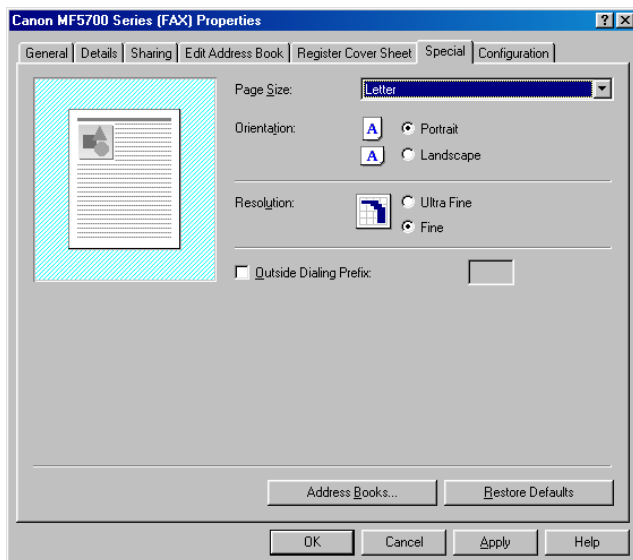 Canon MF5700 Series (FAX) Properties
General Details Sharing Edit Address Book Register Cover Sheet Special Configuration
Page Size: Letter
Orientation: A Portrait
A Landscape
Resolution: Ultra Fine
Fine
Outside Dialing Prefix:
Address Books... Restore Defaults
OK Cancel Apply Help